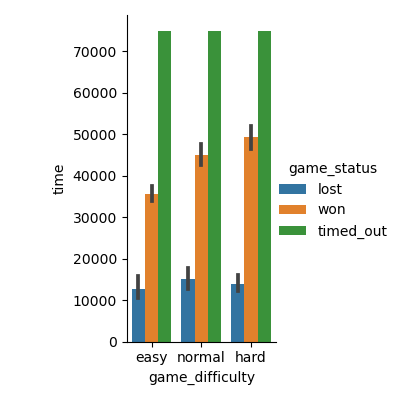 70000
60000
50000
40000
30000
20000
10000
0
time
easy normal hard
game_difficulty
game_status
lost
won
timed_out